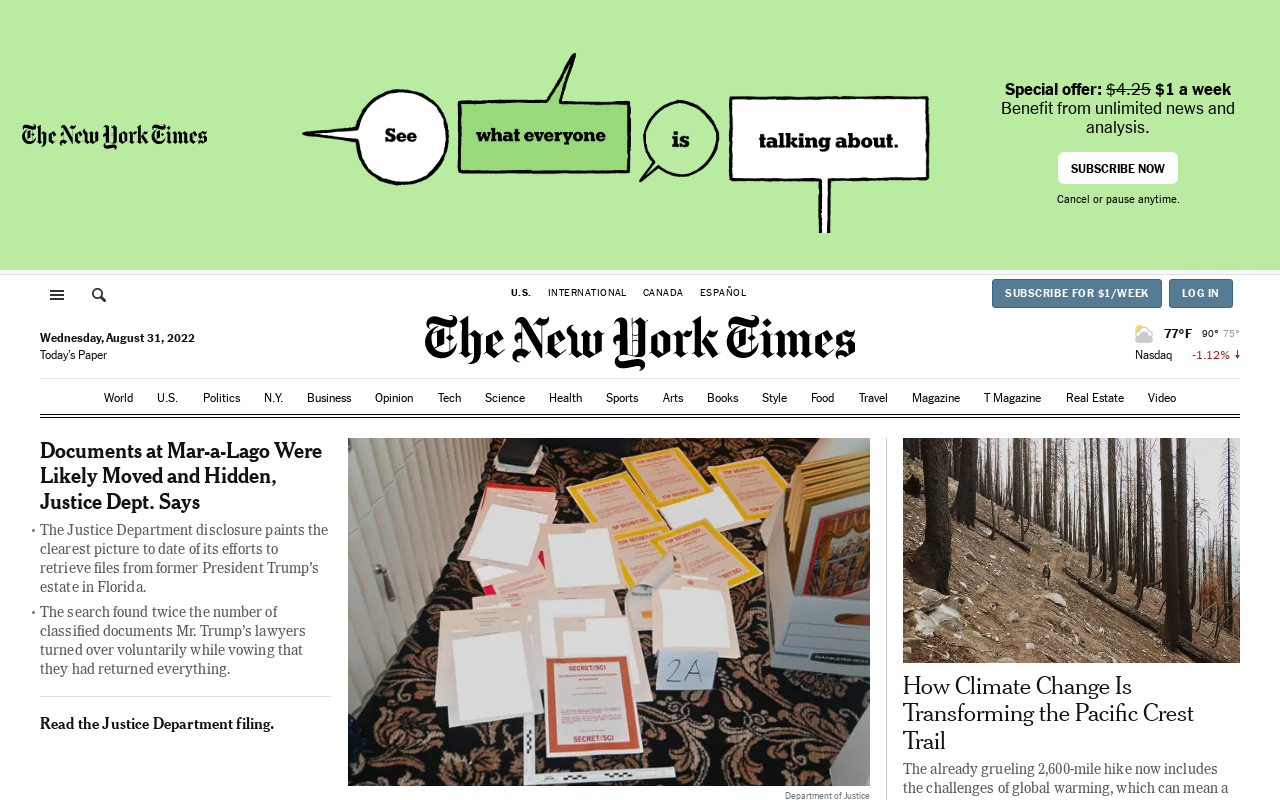 The New York Times
See
what everyone
is
talking about.
Special offer: $4.25 $1 a week
Benefit from unlimited news and
analysis.
SUBSCRIBE NOW
Cancel or pause anytime.
U.S. INTERNATIONAL CANADA ESPAÑOL
SUBSCRIBE FOR $1/WEEK
LOG IN
Wednesday, August 31, 2022
Today's Paper
The New York Times
77°F 90° 75°
Nasdaq -1.12% ↓
World U.S. Politics N.Y. Business Opinion Tech Science Health Sports Arts Books Style Food Travel Magazine T Magazine Real Estate Video
Documents at Mar-a-Lago Were
Likely Moved and Hidden,
Justice Dept. Says
• The Justice Department disclosure paints the
clearest picture to date of its efforts to
retrieve files from former President Trump's
estate in Florida.
• The search found twice the number of
classified documents Mr. Trump's lawyers
turned over voluntarily while vowing that
they had returned everything.
Read the Justice Department filing.
TOP SECRET/SCI
TOP SECRET/SCI
BANKERS BOX
2A
SECRET/SCI
SECRET/SCI
Department of Justice
How Climate Change Is
Transforming the Pacific Crest
Trail
The already grueling 2,600-mile hike now includes
the challenges of global warming, which can mean a